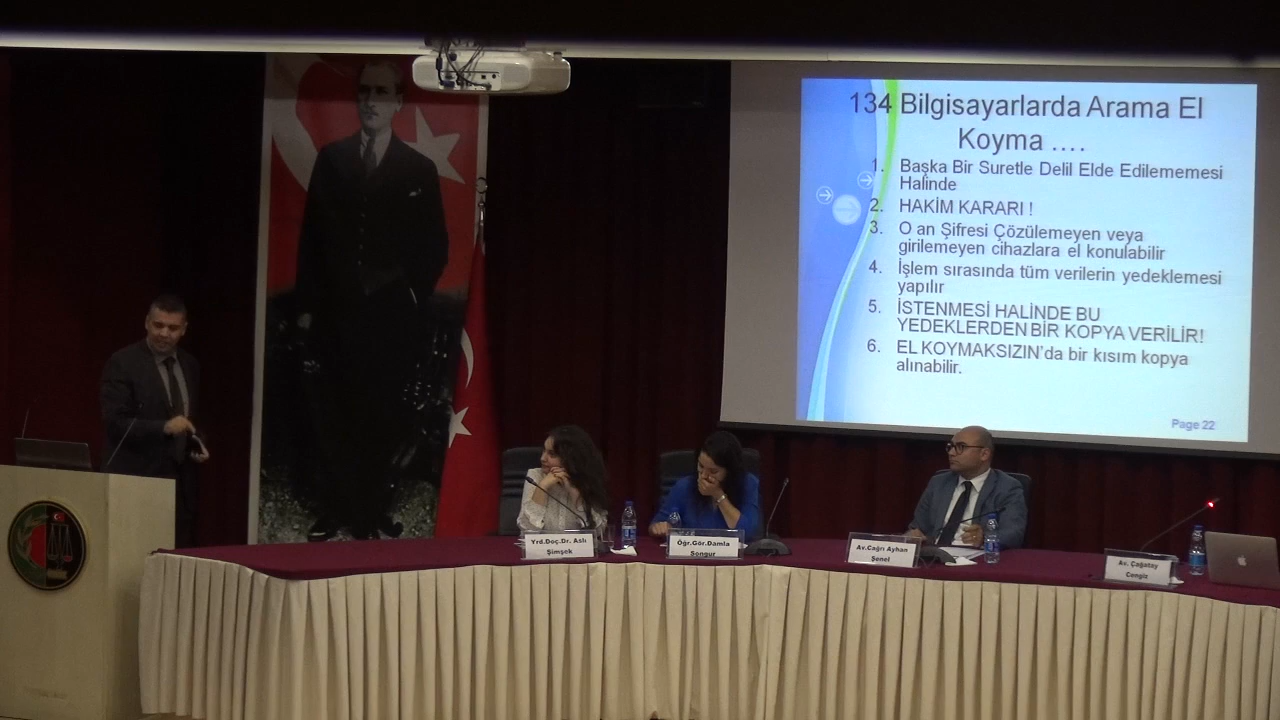 134 Bilgisayarlarda Arama El
Koyma ....
1. Başka Bir Suretle Delil Elde Edilememesi
Halinde
2. HAKİM KARARI !
3. O an Şifresi Çözülemeyen veya
girilemeyen cihazlara el konulabilir
4. İşlem sırasında tüm verilerin yedeklemesi
yapılır
5. İSTENMESİ HALİNDE BU
YEDEKLERDEN BİR KOPYA VERİLİR!
6. EL KOYMAKSIZIN’da bir kısım kopya
alınabilir.
Page 22
Yrd.Doç.Dr. Aslı
Şimşek
Öğr.Gör.Damla
Songur
Av.Cağrı Ayhan
Şenel
Av. Çağatay
Cengiz